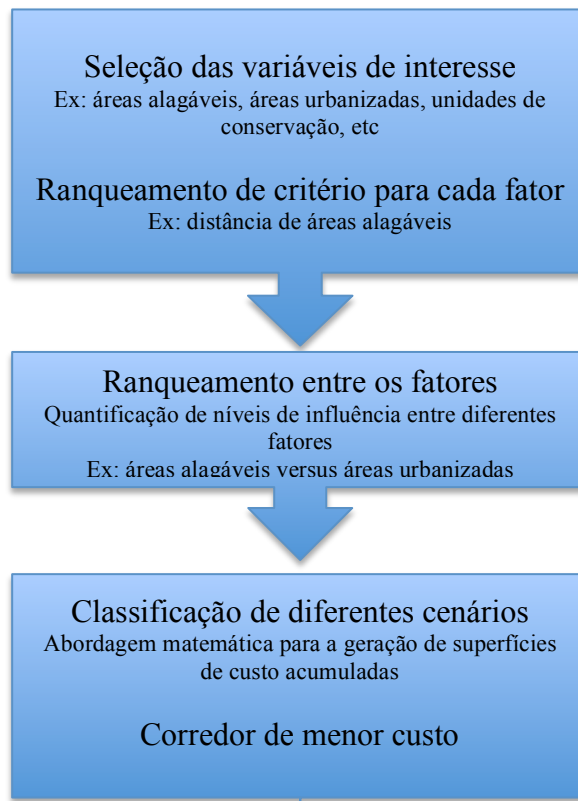 Seleção das variáveis de interesse
Ex: áreas alagáveis, áreas urbanizadas, unidades de
conservação, etc
Ranqueamento de critério para cada fator
Ex: distância de áreas alagáveis
Ranqueamento entre os fatores
Quantificação de níveis de influência entre diferentes
fatores
Ex: áreas alagáveis versus áreas urbanizadas
Classificação de diferentes cenários
Abordagem matemática para a geração de superfícies
de custo acumuladas
Corredor de menor custo